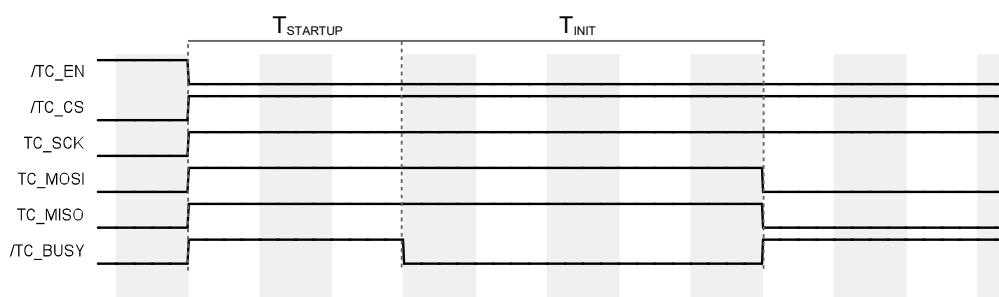 TSTARTUP TINIT
/TC_EN
/TC_CS
TC_SCK
TC_MOSI
TC_MISO
/TC_BUSY